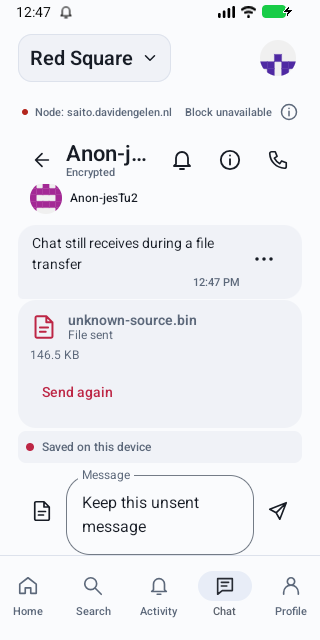 12:47
Red Square
Node: saito.davidengelen.nl Block unavailable
Anon-j...
Encrypted
Anon-jesTu2
Chat still receives during a file
transfer
12:47 PM
unknown-source.bin
File sent
146.5 KB
Send again
Saved on this device
Message
Keep this unsent
message
Home Search Activity Chat Profile